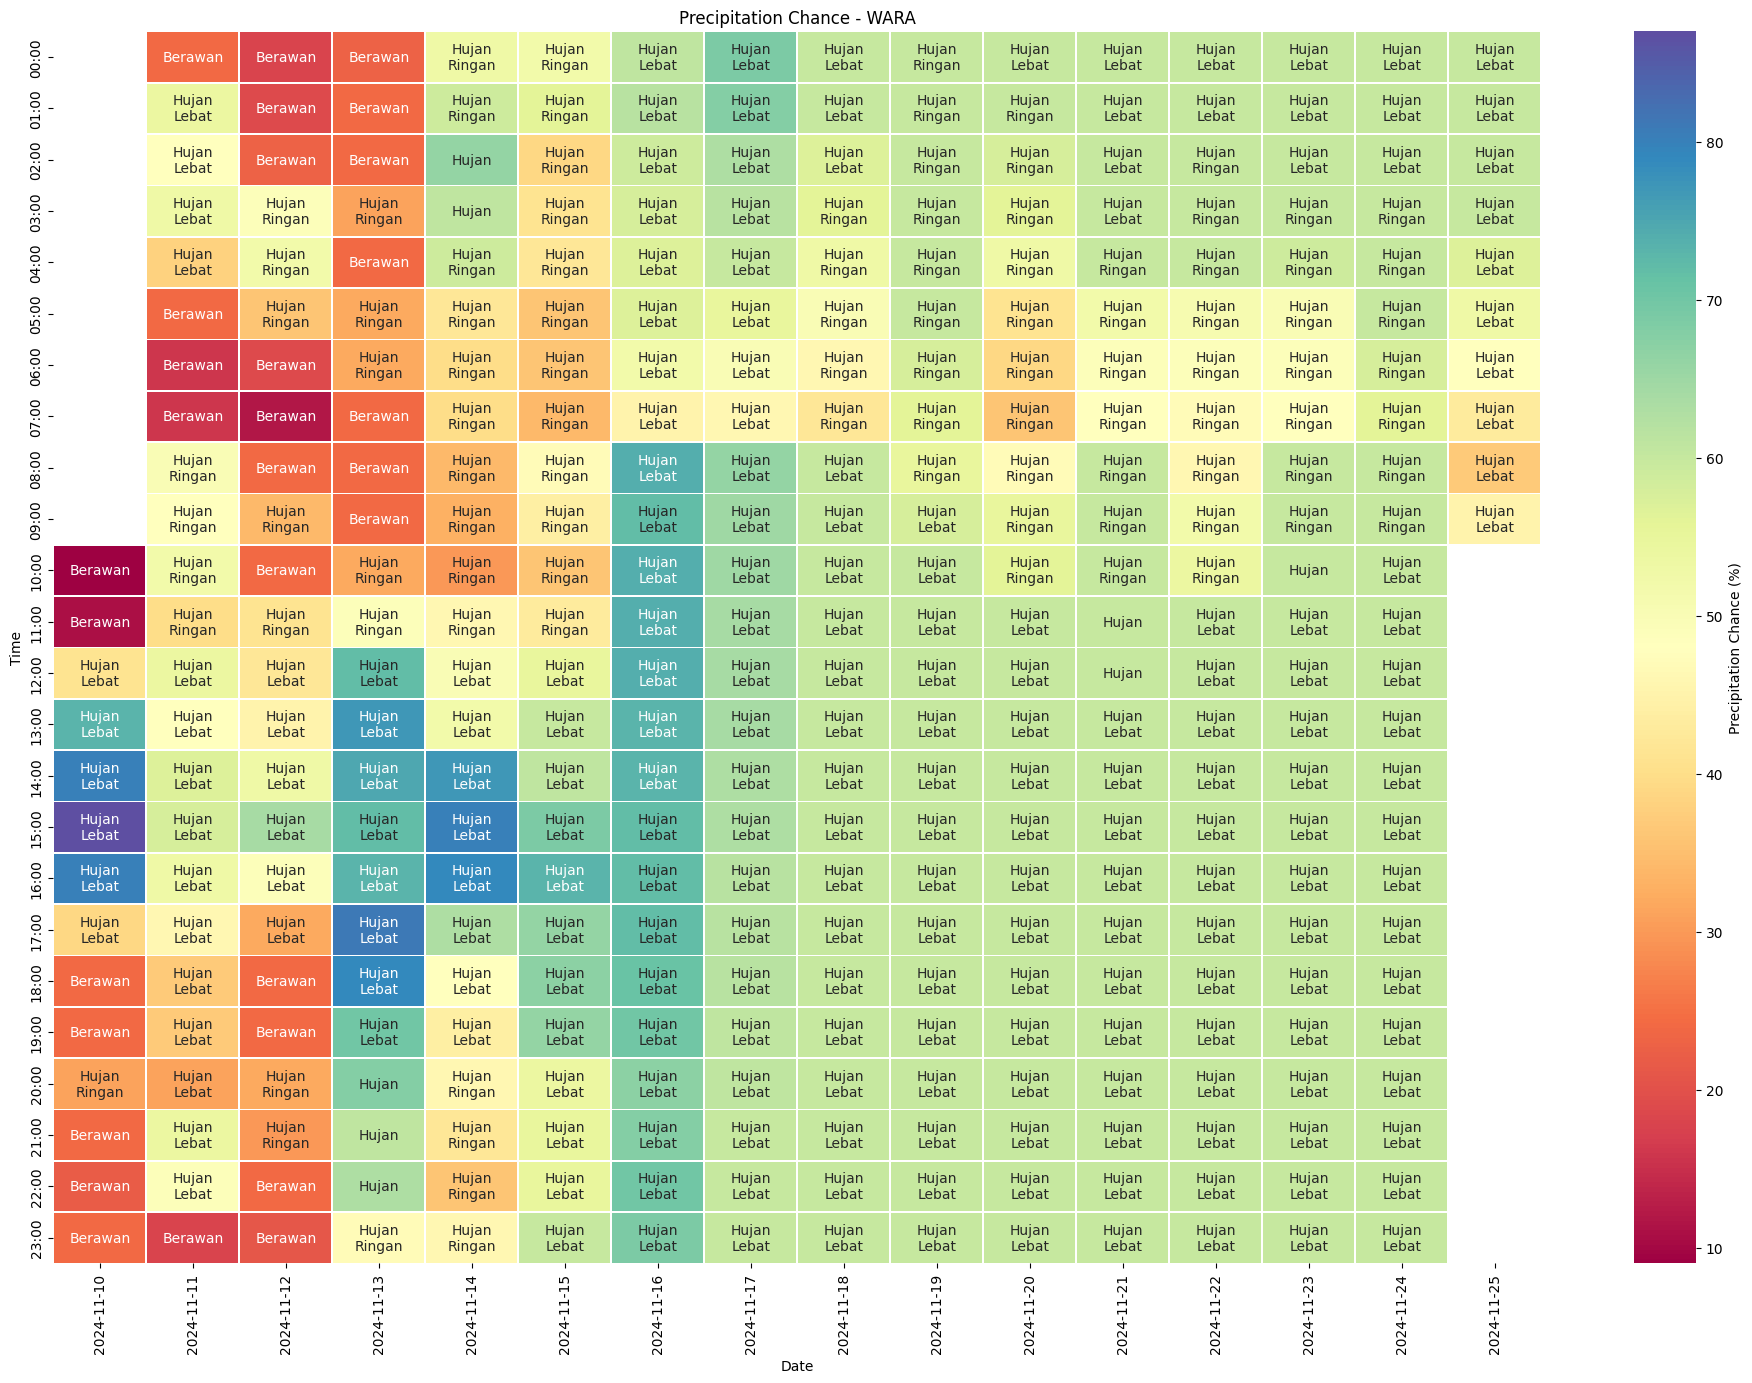 Precipitation Chance - WARA
00:00 Berawan Berawan Berawan Hujan Ringan Hujan Ringan Hujan Lebat Hujan Lebat Hujan Lebat Hujan Ringan Hujan Lebat Hujan Lebat Hujan Lebat Hujan Lebat Hujan Lebat Hujan Lebat
01:00 Hujan Lebat Berawan Berawan Hujan Ringan Hujan Ringan Hujan Lebat Hujan Lebat Hujan Lebat Hujan Ringan Hujan Ringan Hujan Lebat Hujan Lebat Hujan Lebat Hujan Lebat Hujan Lebat
02:00 Hujan Lebat Berawan Berawan Hujan Hujan Ringan Hujan Lebat Hujan Lebat Hujan Lebat Hujan Ringan Hujan Ringan Hujan Lebat Hujan Ringan Hujan Lebat Hujan Lebat Hujan Lebat
03:00 Hujan Lebat Hujan Ringan Hujan Ringan Hujan Hujan Ringan Hujan Lebat Hujan Lebat Hujan Ringan Hujan Ringan Hujan Ringan Hujan Lebat Hujan Ringan Hujan Ringan Hujan Ringan Hujan Lebat
04:00 Hujan Lebat Hujan Ringan Berawan Hujan Ringan Hujan Ringan Hujan Lebat Hujan Lebat Hujan Ringan Hujan Ringan Hujan Ringan Hujan Ringan Hujan Ringan Hujan Ringan Hujan Ringan Hujan Lebat
05:00 Berawan Hujan Ringan Hujan Ringan Hujan Ringan Hujan Ringan Hujan Lebat Hujan Lebat Hujan Ringan Hujan Ringan Hujan Ringan Hujan Ringan Hujan Ringan Hujan Ringan Hujan Ringan Hujan Lebat
06:00 Berawan Berawan Hujan Ringan Hujan Ringan Hujan Ringan Hujan Lebat Hujan Lebat Hujan Ringan Hujan Ringan Hujan Ringan Hujan Ringan Hujan Ringan Hujan Ringan Hujan Ringan Hujan Lebat
07:00 Berawan Berawan Berawan Hujan Ringan Hujan Ringan Hujan Lebat Hujan Lebat Hujan Ringan Hujan Ringan Hujan Ringan Hujan Ringan Hujan Ringan Hujan Ringan Hujan Ringan Hujan Lebat
08:00 Hujan Ringan Berawan Berawan Hujan Ringan Hujan Ringan Hujan Lebat Hujan Lebat Hujan Lebat Hujan Ringan Hujan Ringan Hujan Ringan Hujan Ringan Hujan Ringan Hujan Ringan Hujan Lebat
09:00 Hujan Ringan Hujan Ringan Berawan Hujan Ringan Hujan Ringan Hujan Lebat Hujan Lebat Hujan Lebat Hujan Lebat Hujan Ringan Hujan Ringan Hujan Ringan Hujan Ringan Hujan Ringan Hujan Lebat
10:00 Berawan Hujan Ringan Berawan Hujan Ringan Hujan Ringan Hujan Ringan Hujan Lebat Hujan Lebat Hujan Lebat Hujan Lebat Hujan Ringan Hujan Ringan Hujan Ringan Hujan Hujan Lebat
11:00 Berawan Hujan Ringan Hujan Ringan Hujan Ringan Hujan Ringan Hujan Ringan Hujan Lebat Hujan Lebat Hujan Lebat Hujan Lebat Hujan Lebat Hujan Hujan Lebat Hujan Lebat Hujan Lebat
12:00 Hujan Lebat Hujan Lebat Hujan Lebat Hujan Lebat Hujan Lebat Hujan Lebat Hujan Lebat Hujan Lebat Hujan Lebat Hujan Lebat Hujan Lebat Hujan Hujan Lebat Hujan Lebat Hujan Lebat
13:00 Hujan Lebat Hujan Lebat Hujan Lebat Hujan Lebat Hujan Lebat Hujan Lebat Hujan Lebat Hujan Lebat Hujan Lebat Hujan Lebat Hujan Lebat Hujan Lebat Hujan Lebat Hujan Lebat Hujan Lebat
14:00 Hujan Lebat Hujan Lebat Hujan Lebat Hujan Lebat Hujan Lebat Hujan Lebat Hujan Lebat Hujan Lebat Hujan Lebat Hujan Lebat Hujan Lebat Hujan Lebat Hujan Lebat Hujan Lebat Hujan Lebat
15:00 Hujan Lebat Hujan Lebat Hujan Lebat Hujan Lebat Hujan Lebat Hujan Lebat Hujan Lebat Hujan Lebat Hujan Lebat Hujan Lebat Hujan Lebat Hujan Lebat Hujan Lebat Hujan Lebat Hujan Lebat
16:00 Hujan Lebat Hujan Lebat Hujan Lebat Hujan Lebat Hujan Lebat Hujan Lebat Hujan Lebat Hujan Lebat Hujan Lebat Hujan Lebat Hujan Lebat Hujan Lebat Hujan Lebat Hujan Lebat Hujan Lebat
17:00 Hujan Lebat Hujan Lebat Hujan Lebat Hujan Lebat Hujan Lebat Hujan Lebat Hujan Lebat Hujan Lebat Hujan Lebat Hujan Lebat Hujan Lebat Hujan Lebat Hujan Lebat Hujan Lebat Hujan Lebat
18:00 Berawan Hujan Lebat Berawan Hujan Lebat Hujan Lebat Hujan Lebat Hujan Lebat Hujan Lebat Hujan Lebat Hujan Lebat Hujan Lebat Hujan Lebat Hujan Lebat Hujan Lebat Hujan Lebat
19:00 Berawan Hujan Lebat Berawan Hujan Lebat Hujan Lebat Hujan Lebat Hujan Lebat Hujan Lebat Hujan Lebat Hujan Lebat Hujan Lebat Hujan Lebat Hujan Lebat Hujan Lebat Hujan Lebat
20:00 Hujan Ringan Hujan Lebat Hujan Ringan Hujan Hujan Ringan Hujan Lebat Hujan Lebat Hujan Lebat Hujan Lebat Hujan Lebat Hujan Lebat Hujan Lebat Hujan Lebat Hujan Lebat Hujan Lebat
21:00 Berawan Hujan Lebat Hujan Ringan Hujan Hujan Ringan Hujan Lebat Hujan Lebat Hujan Lebat Hujan Lebat Hujan Lebat Hujan Lebat Hujan Lebat Hujan Lebat Hujan Lebat Hujan Lebat
22:00 Berawan Hujan Lebat Berawan Hujan Hujan Ringan Hujan Lebat Hujan Lebat Hujan Lebat Hujan Lebat Hujan Lebat Hujan Lebat Hujan Lebat Hujan Lebat Hujan Lebat Hujan Lebat
23:00 Berawan Berawan Berawan Hujan Ringan Hujan Ringan Hujan Lebat Hujan Lebat Hujan Lebat Hujan Lebat Hujan Lebat Hujan Lebat Hujan Lebat Hujan Lebat Hujan Lebat Hujan Lebat
Time
2024-11-10 2024-11-11 2024-11-12 2024-11-13 2024-11-14 2024-11-15 2024-11-16 2024-11-17 2024-11-18 2024-11-19 2024-11-20 2024-11-21 2024-11-22 2024-11-23 2024-11-24 2024-11-25
Date
80
70
60
50
40
30
20
10
Precipitation Chance (%)